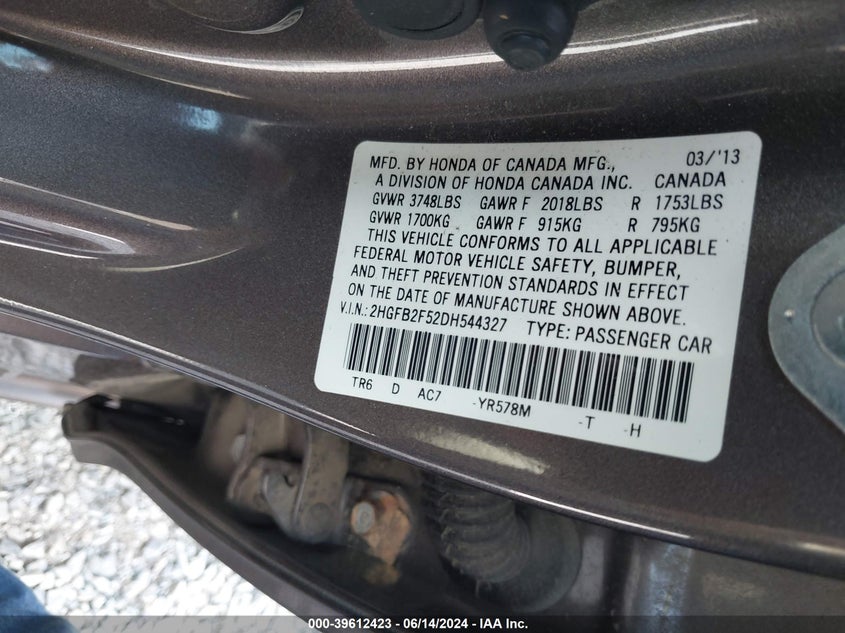 MFD. BY HONDA OF CANADA MFG., 03/'13
A DIVISION OF HONDA CANADA INC. CANADA
GVWR 3748LBS GAWR F 2018LBS R 1753LBS
GVWR 1700KG GAWR F 915KG R 795KG
THIS VEHICLE CONFORMS TO ALL APPLICABLE
FEDERAL MOTOR VEHICLE SAFETY, BUMPER,
AND THEFT PREVENTION STANDARDS IN EFFECT
ON THE DATE OF MANUFACTURE SHOWN ABOVE.
V.I.N.: 2HGFB2F52DH544327 TYPE: PASSENGER CAR
TR6 D AC7 -YR578M -T -H
000-39612423 / 06/14/2024 - IAA Inc.